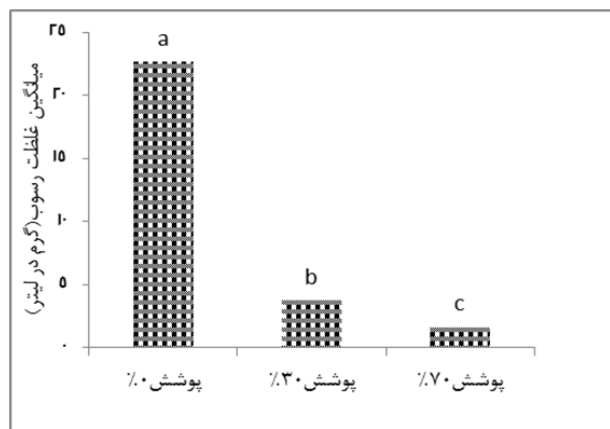 میانگین غلظت رسوب(گرم در لیتر)
۲۵
۲۰
۱۵
۱۰
۵
۰
a
b
c
پوشش۰٪
پوشش۳۰٪
پوشش۷۰٪